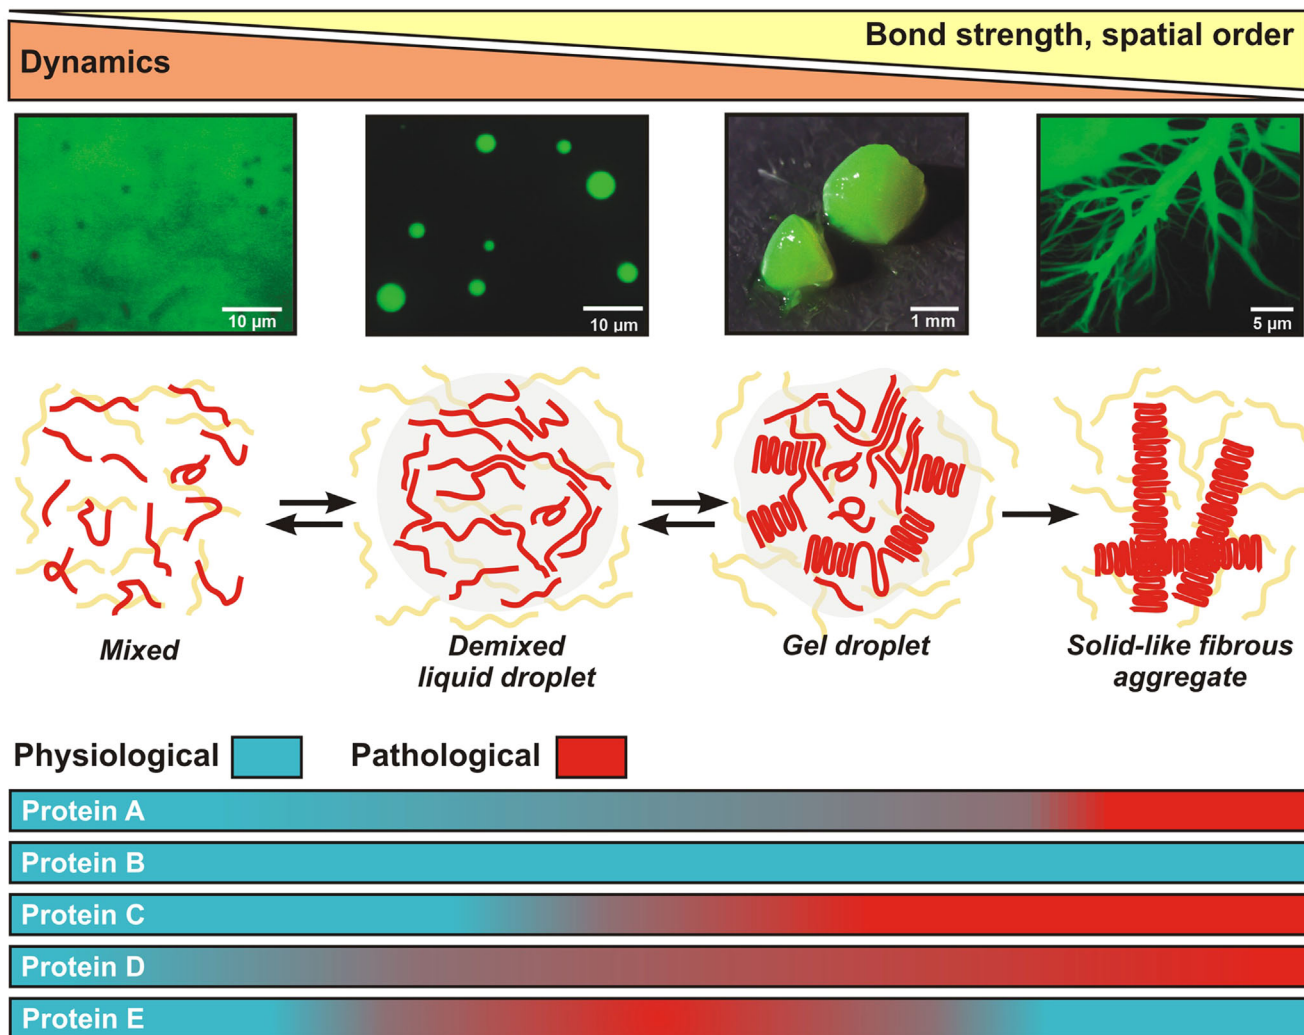 Bond strength, spatial order
Dynamics
10 µm
10 µm
1 mm
5 µm
Mixed
Demixed
liquid droplet
Gel droplet
Solid-like fibrous
aggregate
Physiological
Pathological
Protein A
Protein B
Protein C
Protein D
Protein E